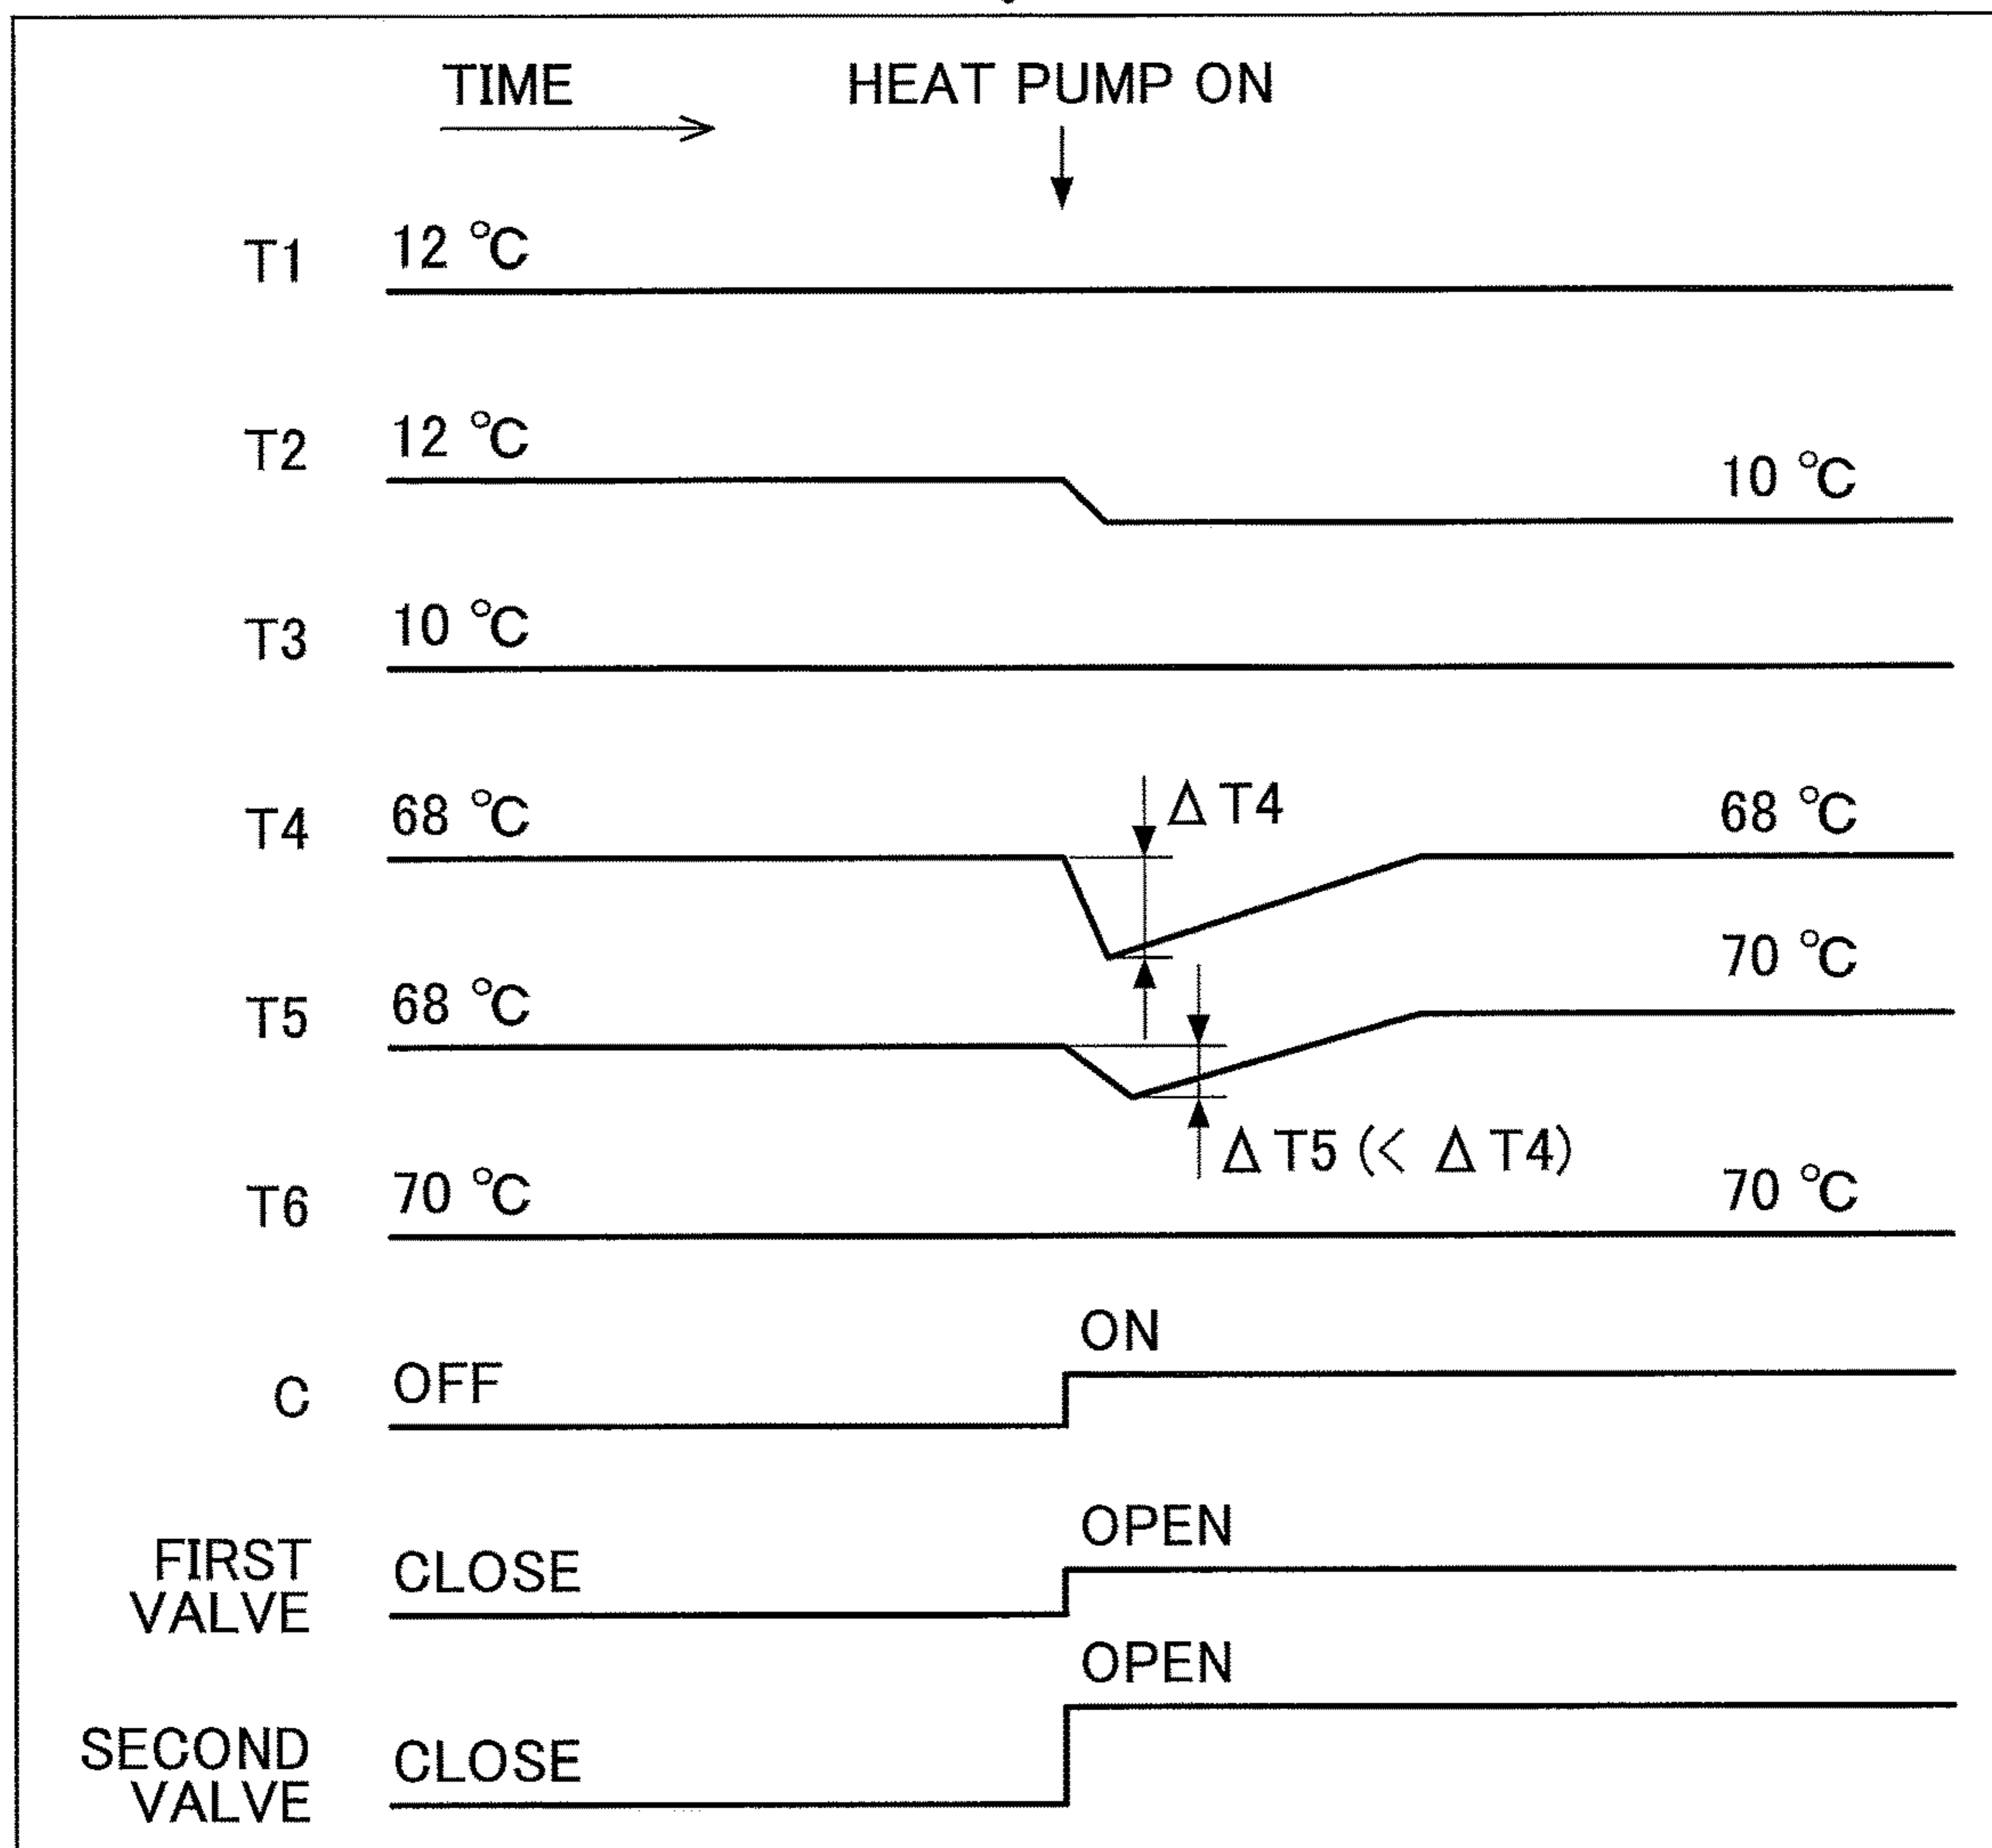 TIME
HEAT PUMP ON
T1 12 ℃
T2 12 ℃ 10 ℃
T3 10 ℃
T4 68 ℃ Δ T4 68 ℃
T5 68 ℃ 70 ℃
Δ T5 (< Δ T4)
T6 70 ℃ 70 ℃
C OFF ON
FIRST
VALVE CLOSE OPEN
SECOND
VALVE CLOSE OPEN